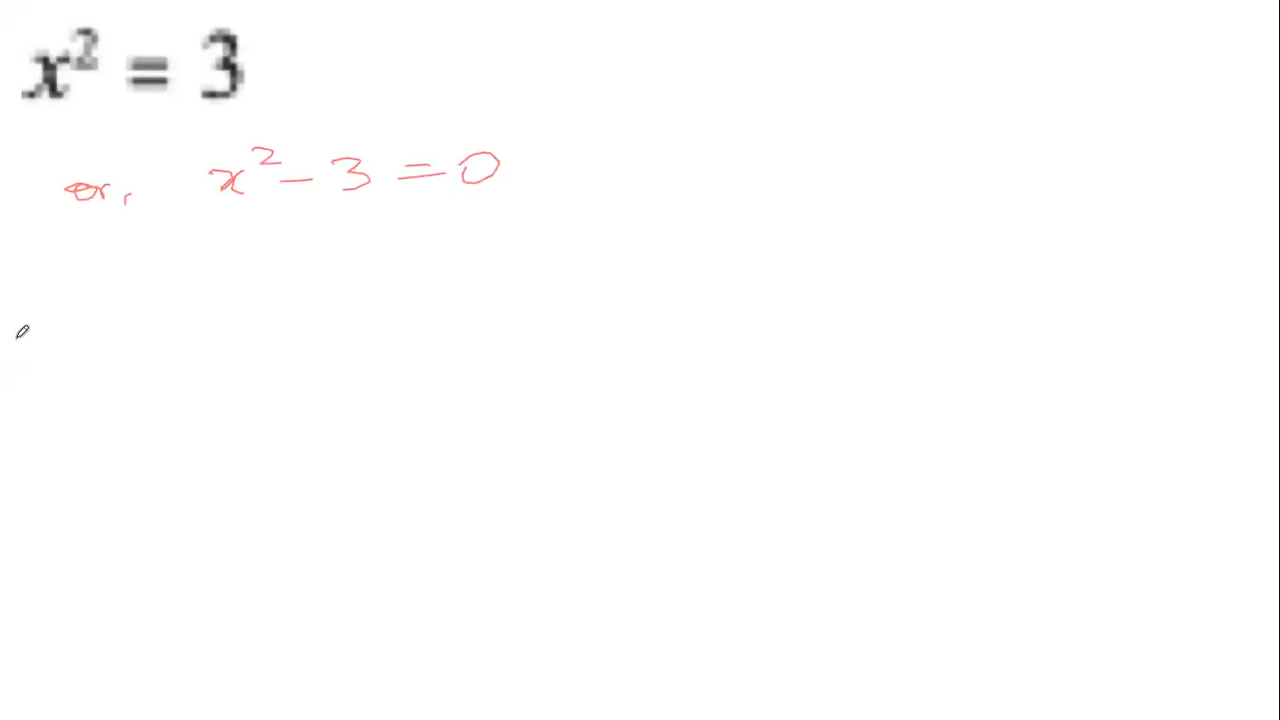 x² = 3
or, x² - 3 = 0